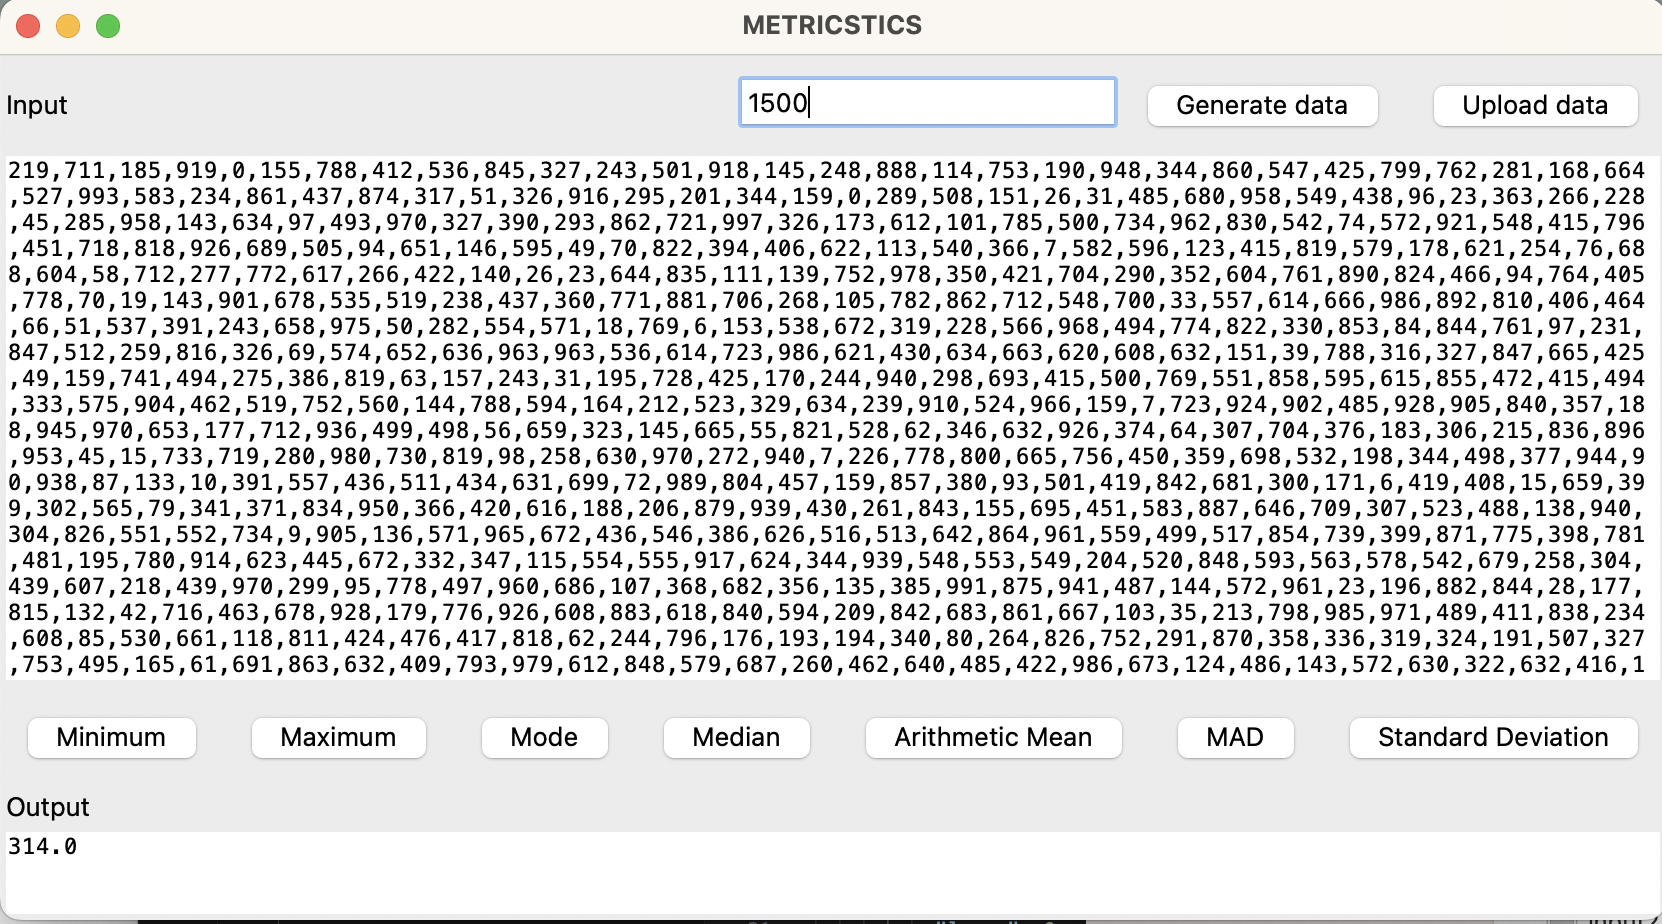 METRICSTICS
Input
1500
Generate data
Upload data
219,711,185,919,0,155,788,412,536,845,327,243,501,918,145,248,888,114,753,190,948,344,860,547,425,799,762,281,168,664
,527,993,583,234,861,437,874,317,51,326,916,295,201,344,159,0,289,508,151,26,31,485,680,958,549,438,96,23,363,266,228
,45,285,958,143,634,97,493,970,327,390,293,862,721,997,326,173,612,101,785,500,734,962,830,542,74,572,921,548,415,796
,451,718,818,926,689,505,94,651,146,595,49,70,822,394,406,622,113,540,366,7,582,596,123,415,819,579,178,621,254,76,68
8,604,58,712,277,772,617,266,422,140,26,23,644,835,111,139,752,978,350,421,704,290,352,604,761,890,824,466,94,764,405
,778,70,19,143,901,678,535,519,238,437,360,771,881,706,268,105,782,862,712,548,700,33,557,614,666,986,892,810,406,464
,66,51,537,391,243,658,975,50,282,554,571,18,769,6,153,538,672,319,228,566,968,494,774,822,330,853,84,844,761,97,231,
847,512,259,816,326,69,574,652,636,963,963,536,614,723,986,621,430,634,663,620,608,632,151,39,788,316,327,847,665,425
,49,159,741,494,275,386,819,63,157,243,31,195,728,425,170,244,940,298,693,415,500,769,551,858,595,615,855,472,415,494
,333,575,904,462,519,752,560,144,788,594,164,212,523,329,634,239,910,524,966,159,7,723,924,902,485,928,905,840,357,18
8,945,970,653,177,712,936,499,498,56,659,323,145,665,55,821,528,62,346,632,926,374,64,307,704,376,183,306,215,836,896
,953,45,15,733,719,280,980,730,819,98,258,630,970,272,940,7,226,778,800,665,756,450,359,698,532,198,344,498,377,944,9
0,938,87,133,10,391,557,436,511,434,631,699,72,989,804,457,159,857,380,93,501,419,842,681,300,171,6,419,408,15,659,39
9,302,565,79,341,371,834,950,366,420,616,188,206,879,939,430,261,843,155,695,451,583,887,646,709,307,523,488,138,940,
304,826,551,552,734,9,905,136,571,965,672,436,546,386,626,516,513,642,864,961,559,499,517,854,739,399,871,775,398,781
,481,195,780,914,623,445,672,332,347,115,554,555,917,624,344,939,548,553,549,204,520,848,593,563,578,542,679,258,304,
439,607,218,439,970,299,95,778,497,960,686,107,368,682,356,135,385,991,875,941,487,144,572,961,23,196,882,844,28,177,
815,132,42,716,463,678,928,179,776,926,608,883,618,840,594,209,842,683,861,667,103,35,213,798,985,971,489,411,838,234
,608,85,530,661,118,811,424,476,417,818,62,244,796,176,193,194,340,80,264,826,752,291,870,358,336,319,324,191,507,327
,753,495,165,61,691,863,632,409,793,979,612,848,579,687,260,462,640,485,422,986,673,124,486,143,572,630,322,632,416,1
Minimum
Maximum
Mode
Median
Arithmetic Mean
MAD
Standard Deviation
Output
314.0